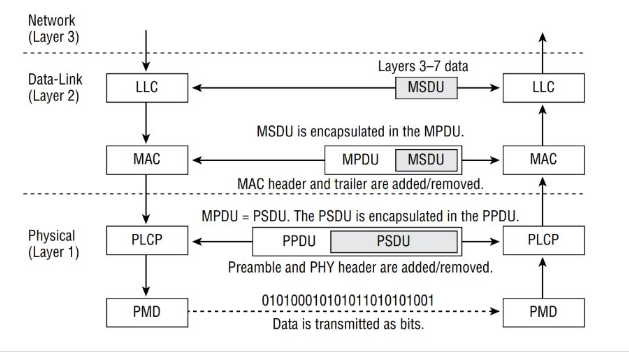 Network
(Layer 3)
Data-Link
(Layer 2)
Layers 3–7 data
LLC
MSDU
LLC
MSDU is encapsulated in the MPDU.
MAC
MPDU
MSDU
MAC
MAC header and trailer are added/removed.
MPDU = PSDU. The PSDU is encapsulated in the PPDU.
Physical
(Layer 1)
PLCP
PPDU
PSDU
PLCP
Preamble and PHY header are added/removed.
PMD
010100010101011010101001
PMD
Data is transmitted as bits.